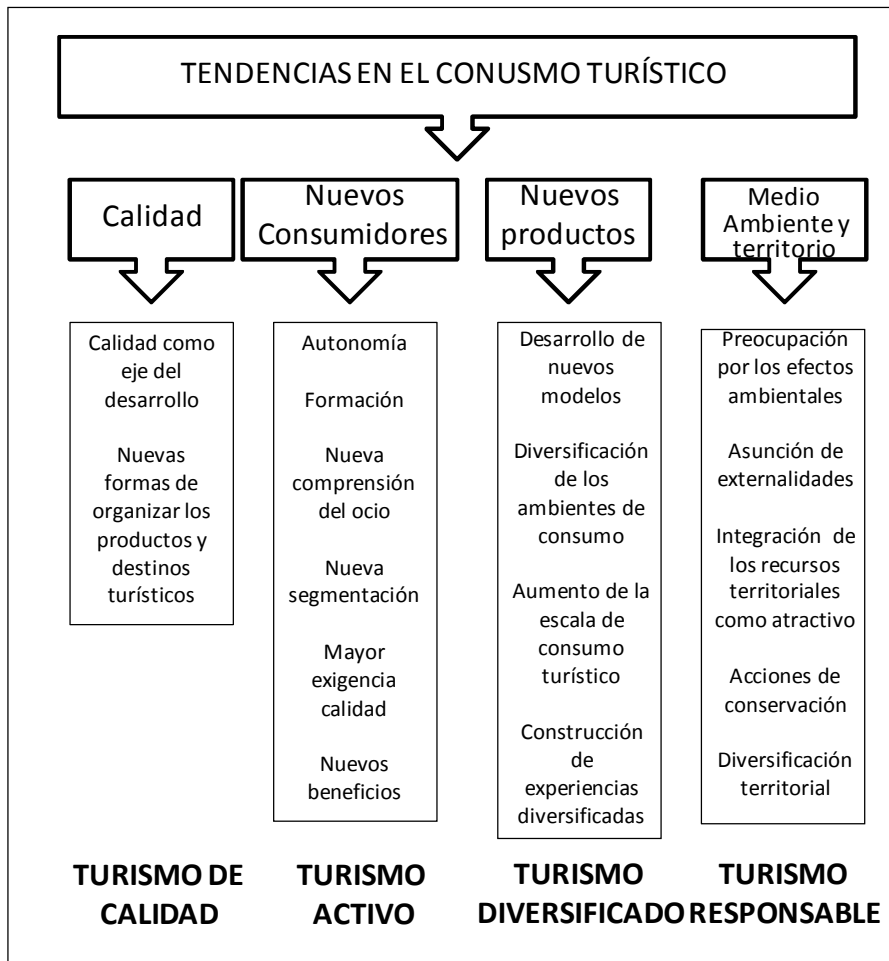 TENDENCIAS EN EL CONUSMO TURÍSTICO
Calidad
Nuevos
Consumidores
Nuevos
productos
Medio
Ambiente y
territorio
Calidad como
eje del
desarrollo
Nuevas
formas de
organizar los
productos y
destinos
turísticos
Autonomía
Formación
Nueva
comprensión
del ocio
Nueva
segmentación
Mayor
exigencia
calidad
Nuevos
beneficios
Desarrollo de
nuevos
modelos
Diversificación
de los
ambientes de
consumo
Aumento de la
escala de
consumo
turístico
Construcción
de
experiencias
diversificadas
Preocupación
por los efectos
ambientales
Asunción de
externalidades
Integración de
los recursos
territoriales
como atractivo
Acciones de
conservación
Diversificación
territorial
TURISMO DE
CALIDAD
TURISMO
ACTIVO
TURISMO
DIVERSIFICADO
TURISMO
RESPONSABLE